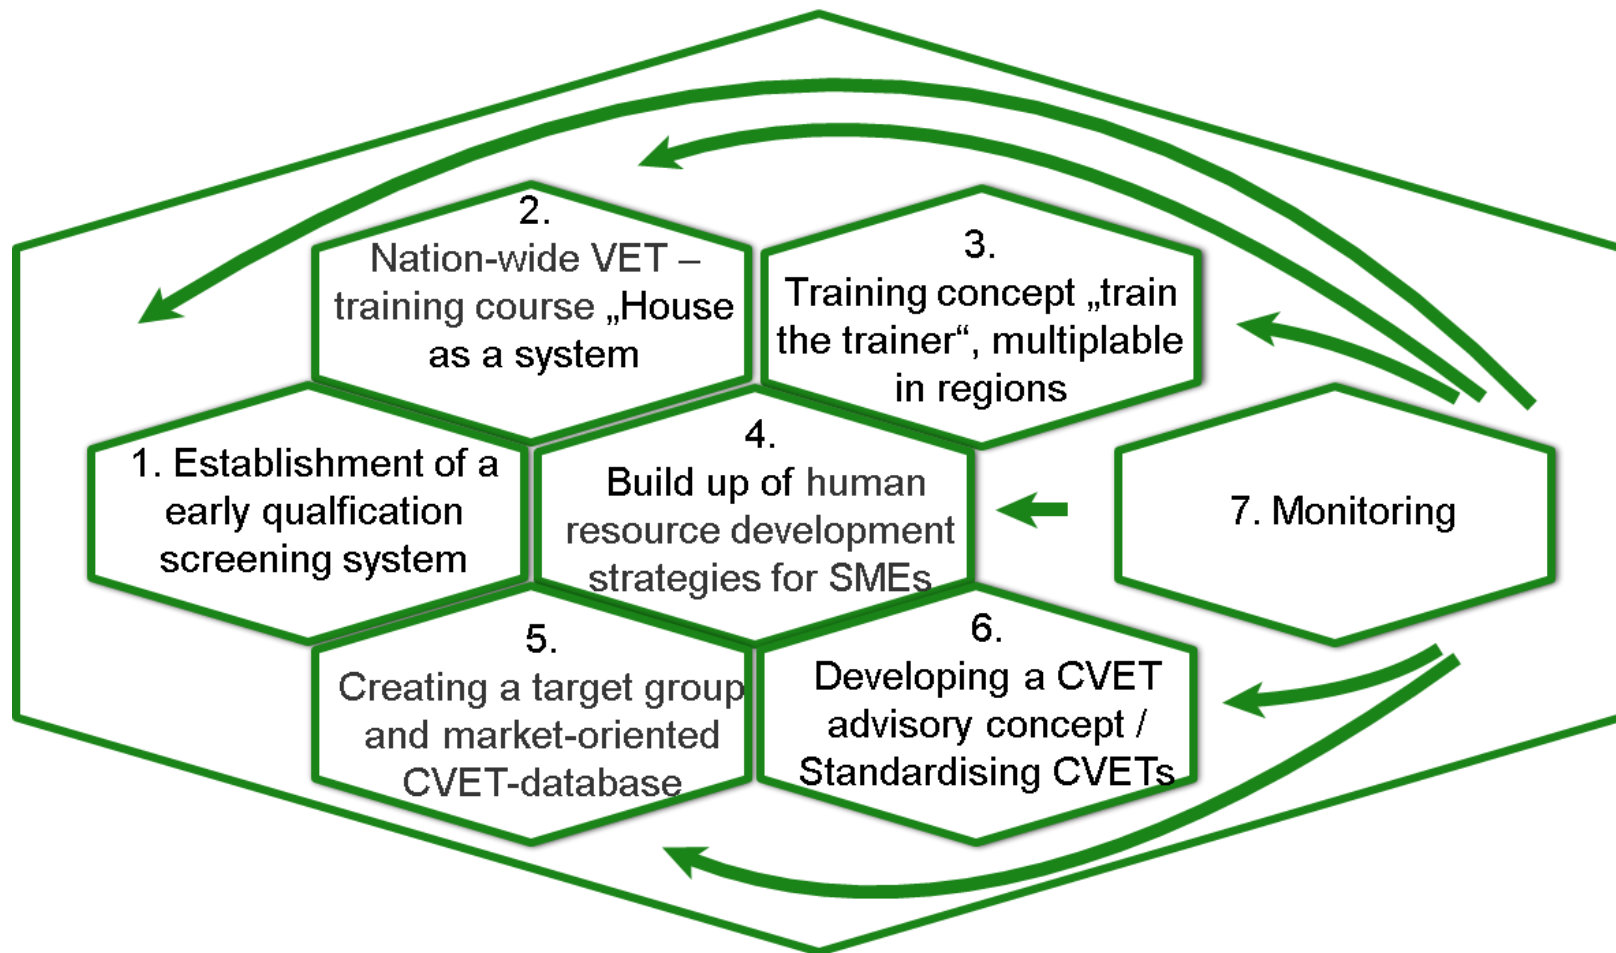 2.
Nation-wide VET –
training course „House
as a system
3.
Training concept „train
the trainer“, multiplable
in regions
1. Establishment of a
early qualfication
screening system
4.
Build up of human
resource development
strategies for SMEs
7. Monitoring
5.
Creating a target group
and market-oriented
CVET-database
6.
Developing a CVET
advisory concept /
Standardising CVETs